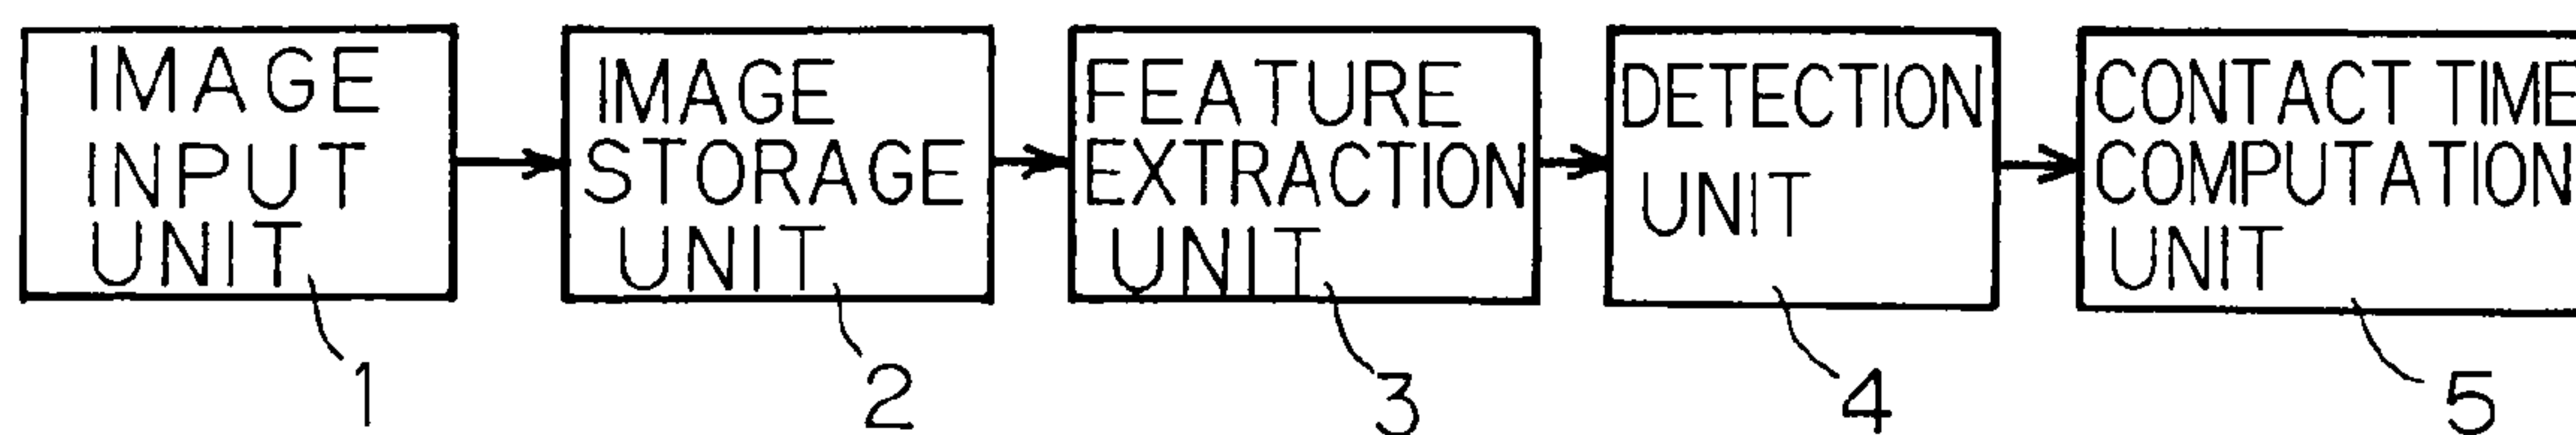 IMAGE
INPUT
UNIT
1
IMAGE
STORAGE
UNIT
2
FEATURE
EXTRACTION
UNIT
3
DETECTION
UNIT
4
CONTACT TIME
COMPUTATION
UNIT
5